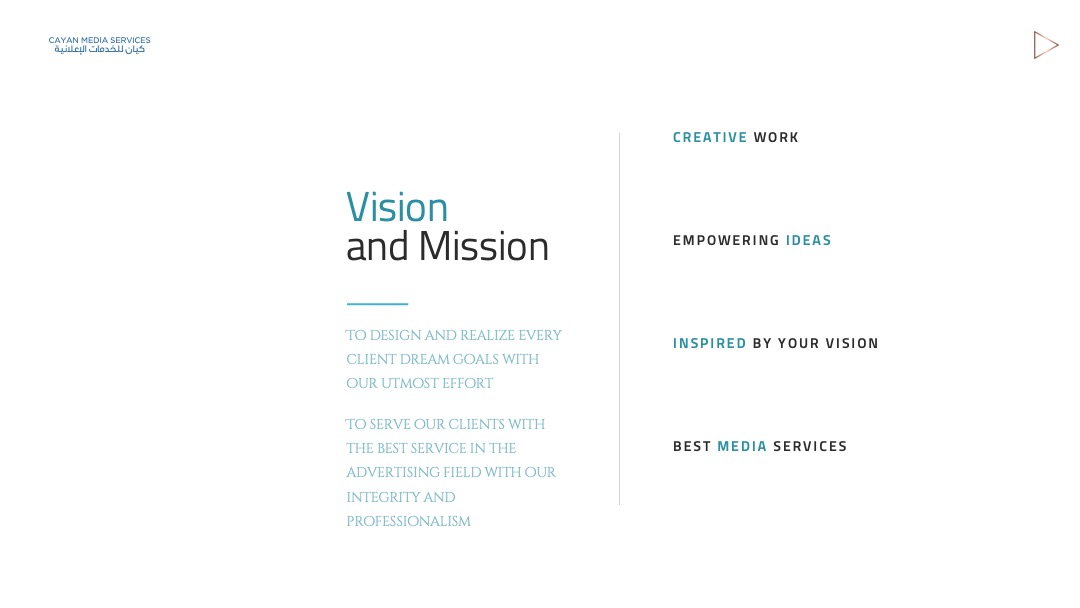 CAYAN MEDIA SERVICES
كيان للخدمات الإعلانية
Vision
and Mission
TO DESIGN AND REALIZE EVERY
CLIENT DREAM GOALS WITH
OUR UTMOST EFFORT
TO SERVE OUR CLIENTS WITH
THE BEST SERVICE IN THE
ADVERTISING FIELD WITH OUR
INTEGRITY AND
PROFESSIONALISM
CREATIVE WORK
EMPOWERING IDEAS
INSPIRED BY YOUR VISION
BEST MEDIA SERVICES